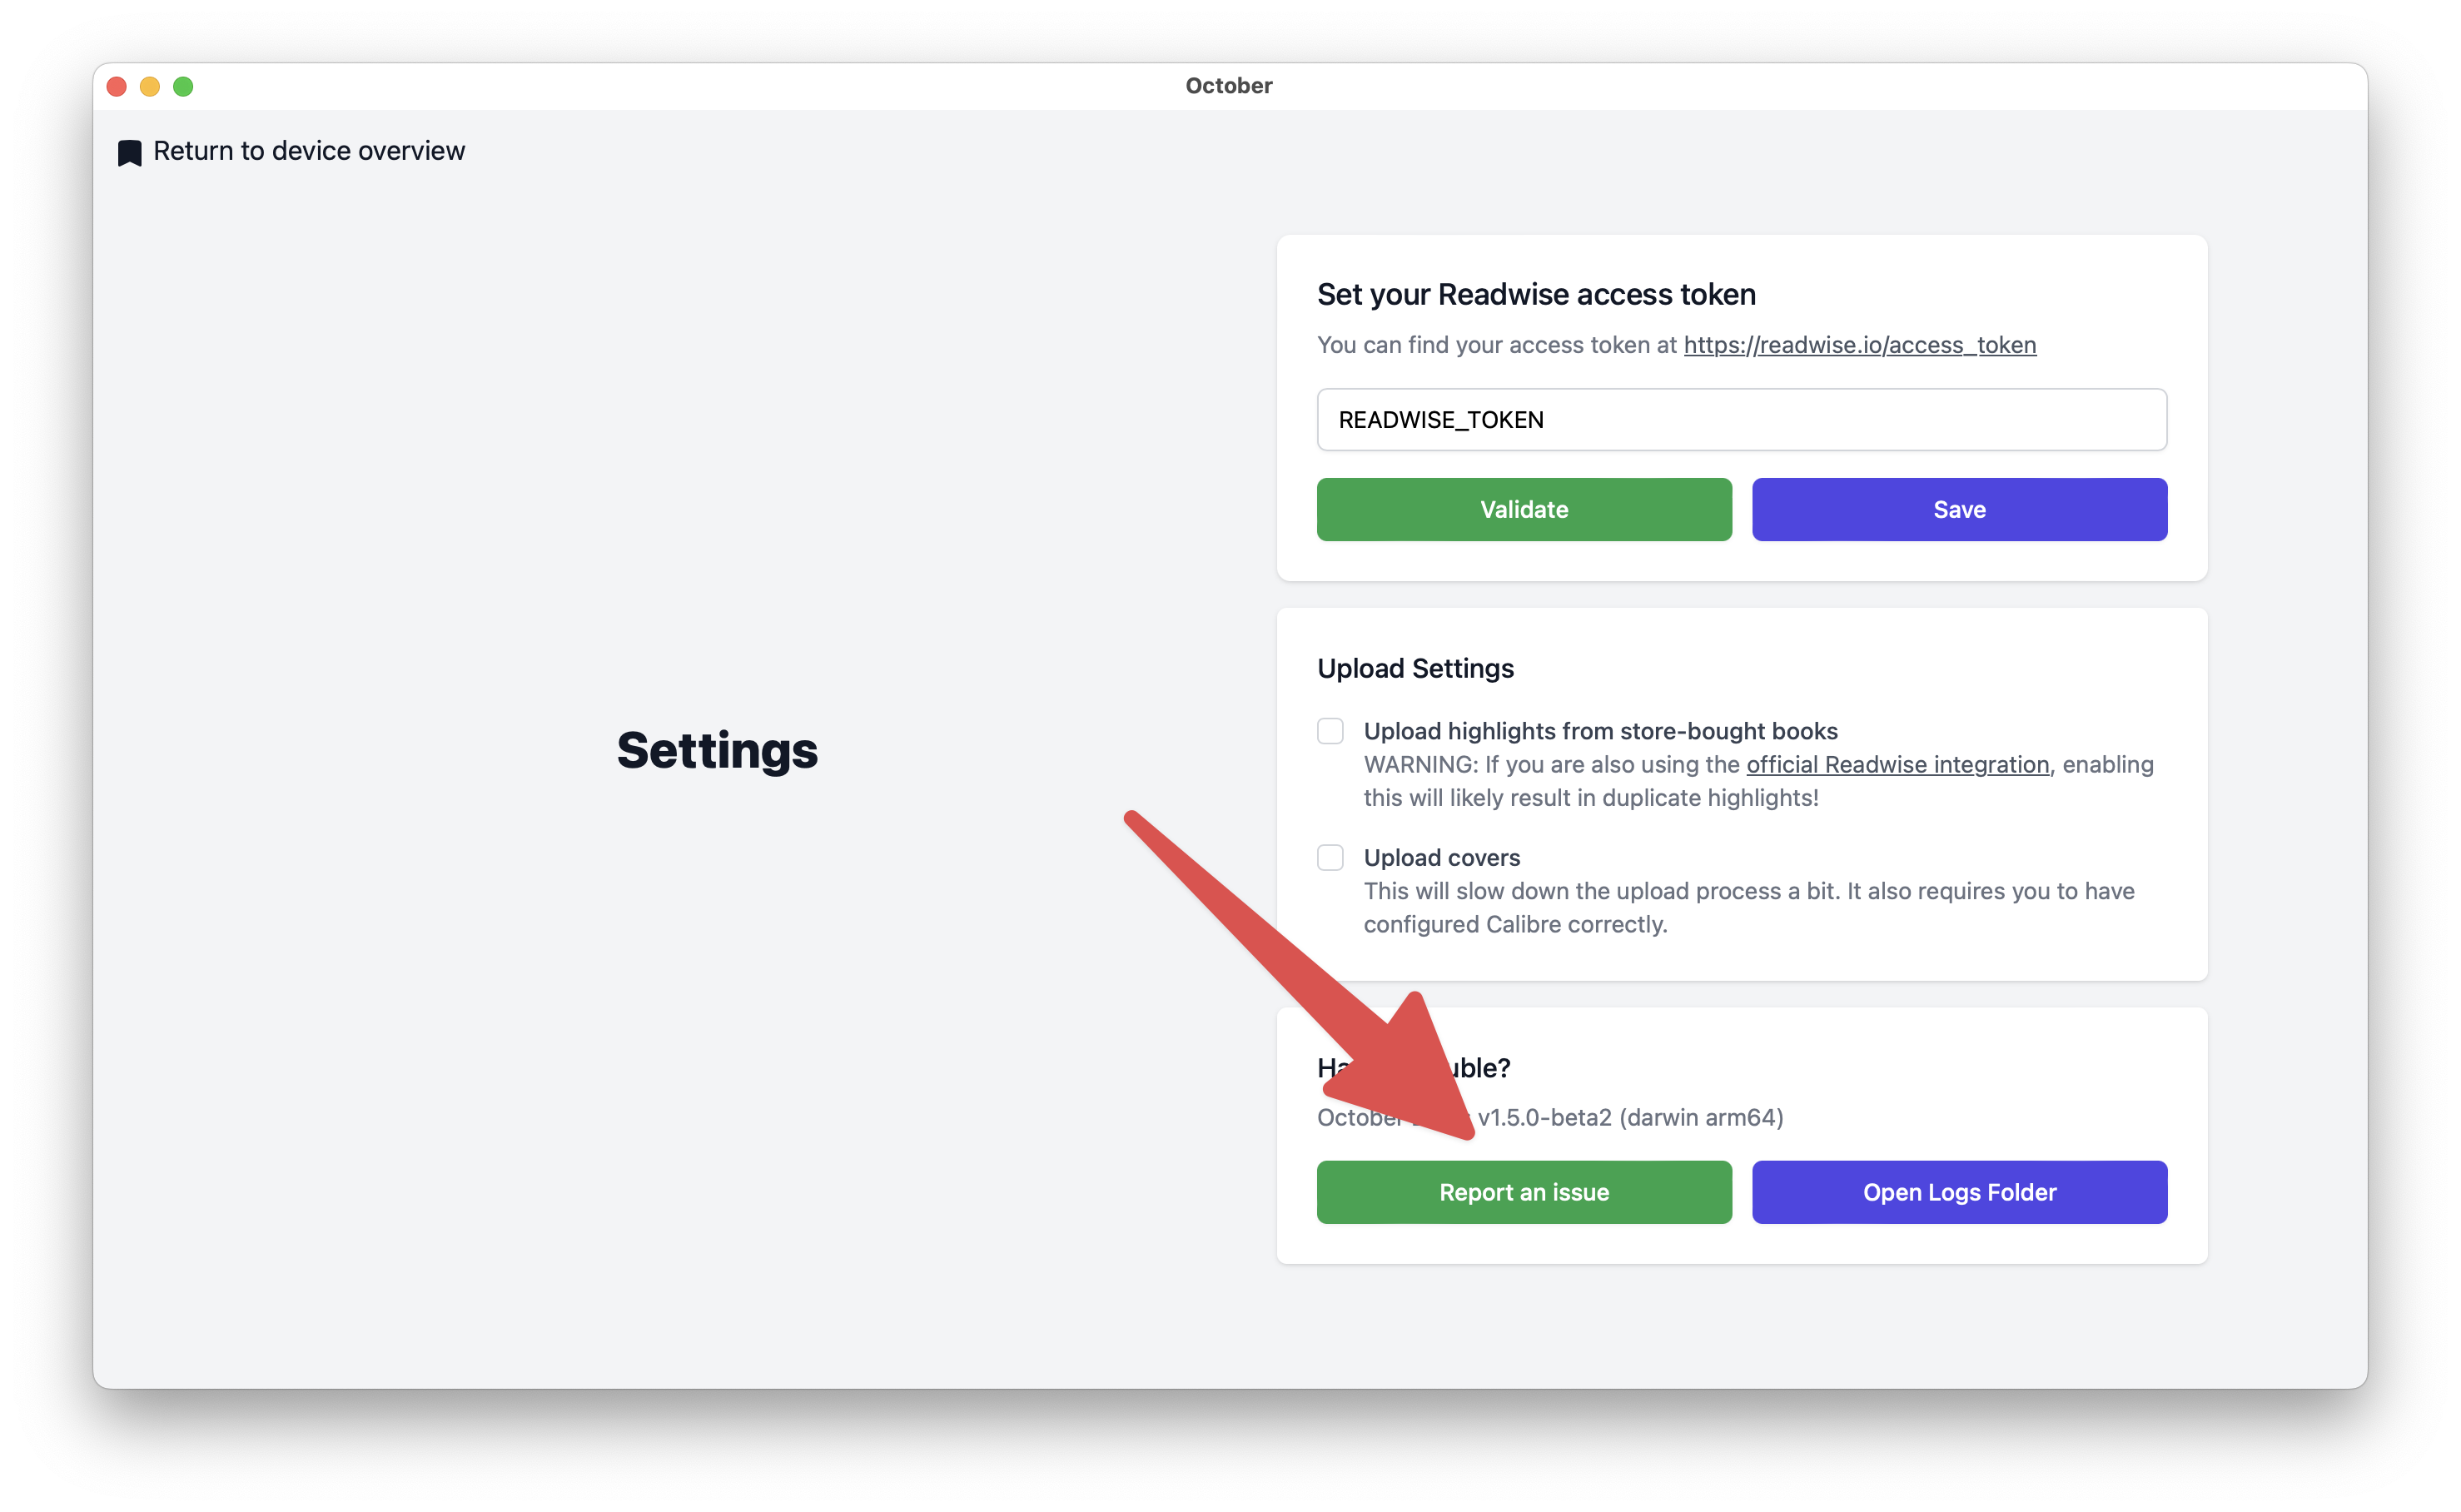 October
Return to device overview
Settings
Set your Readwise access token
You can find your access token at https://readwise.io/access_token
READWISE_TOKEN
Validate Save
Upload Settings
Upload highlights from store-bought books
WARNING: If you are also using the official Readwise integration, enabling
this will likely result in duplicate highlights!
Upload covers
This will slow down the upload process a bit. It also requires you to have
configured Calibre correctly.
October v1.5.0-beta2 (darwin arm64)
Report an issue Open Logs Folder